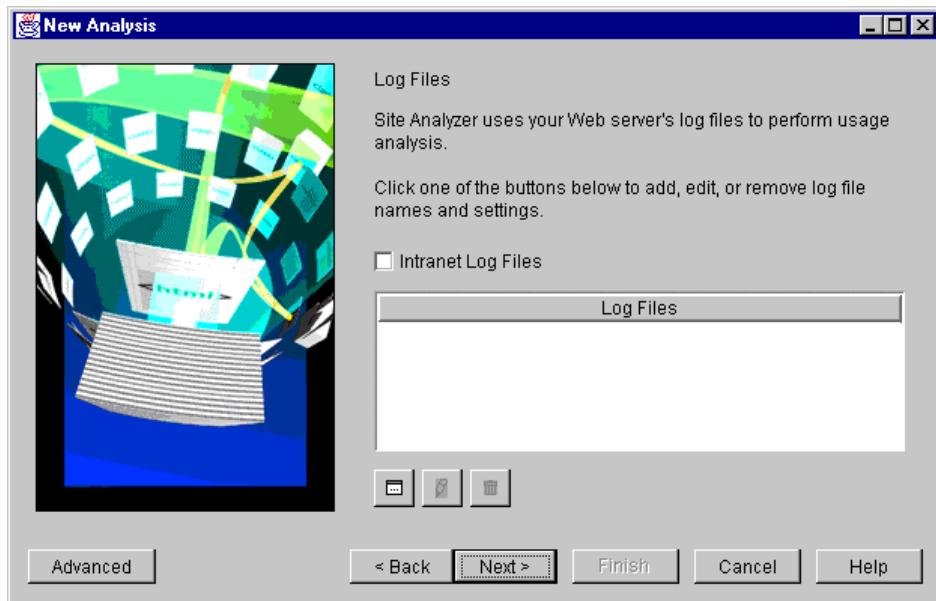 New Analysis
Log Files
Site Analyzer uses your Web server's log files to perform usage
analysis.
Click one of the buttons below to add, edit, or remove log file
names and settings.
<html>
Intranet Log Files
Log Files
Advanced
< Back
Next >
Finish
Cancel
Help